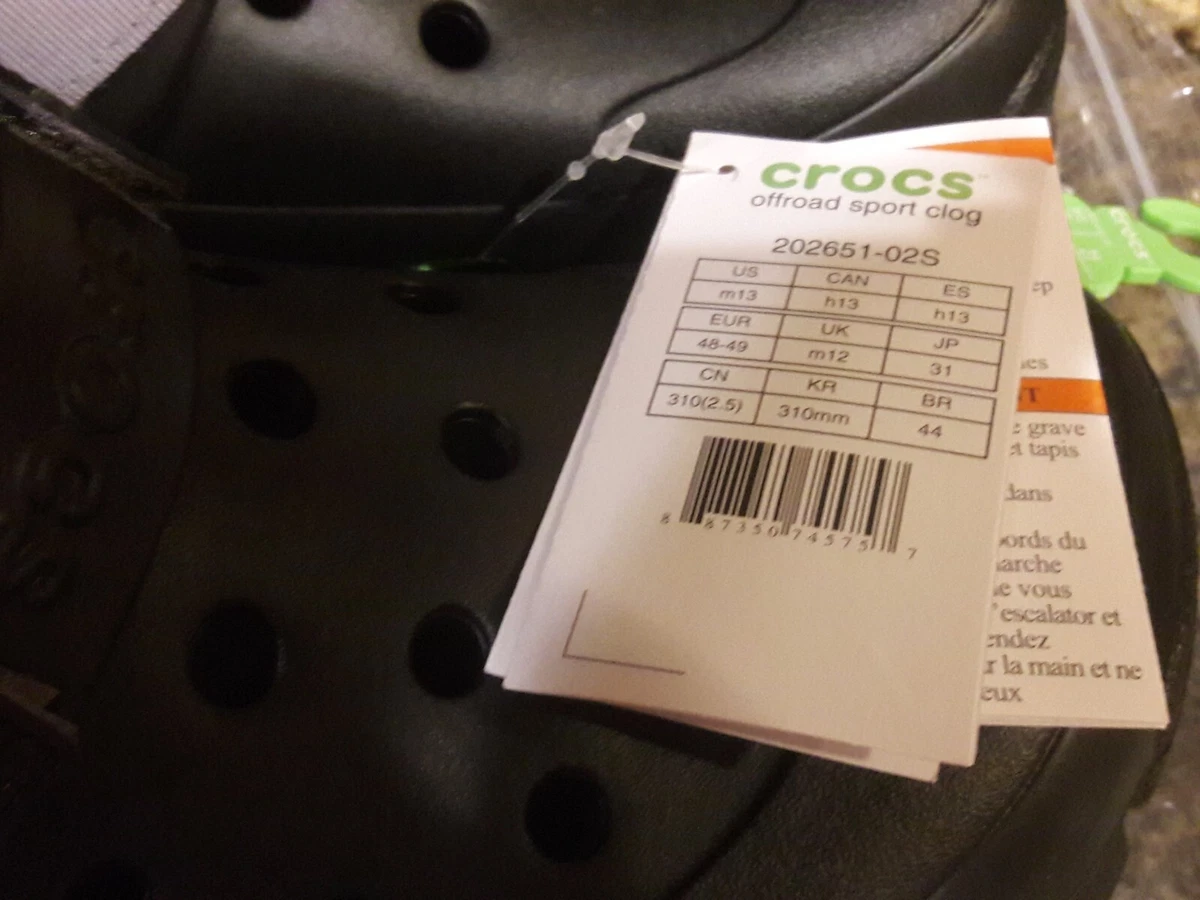 crocs™
offroad sport clog
202651-02S
US CAN ES
m13 h13 h13
EUR UK JP
48-49 m12 31
CN KR BR
310(2.5) 310mm 44
8 87350 74575 7
grave
tapis
dans
du
vous
escalator et
la main et ne
crocs